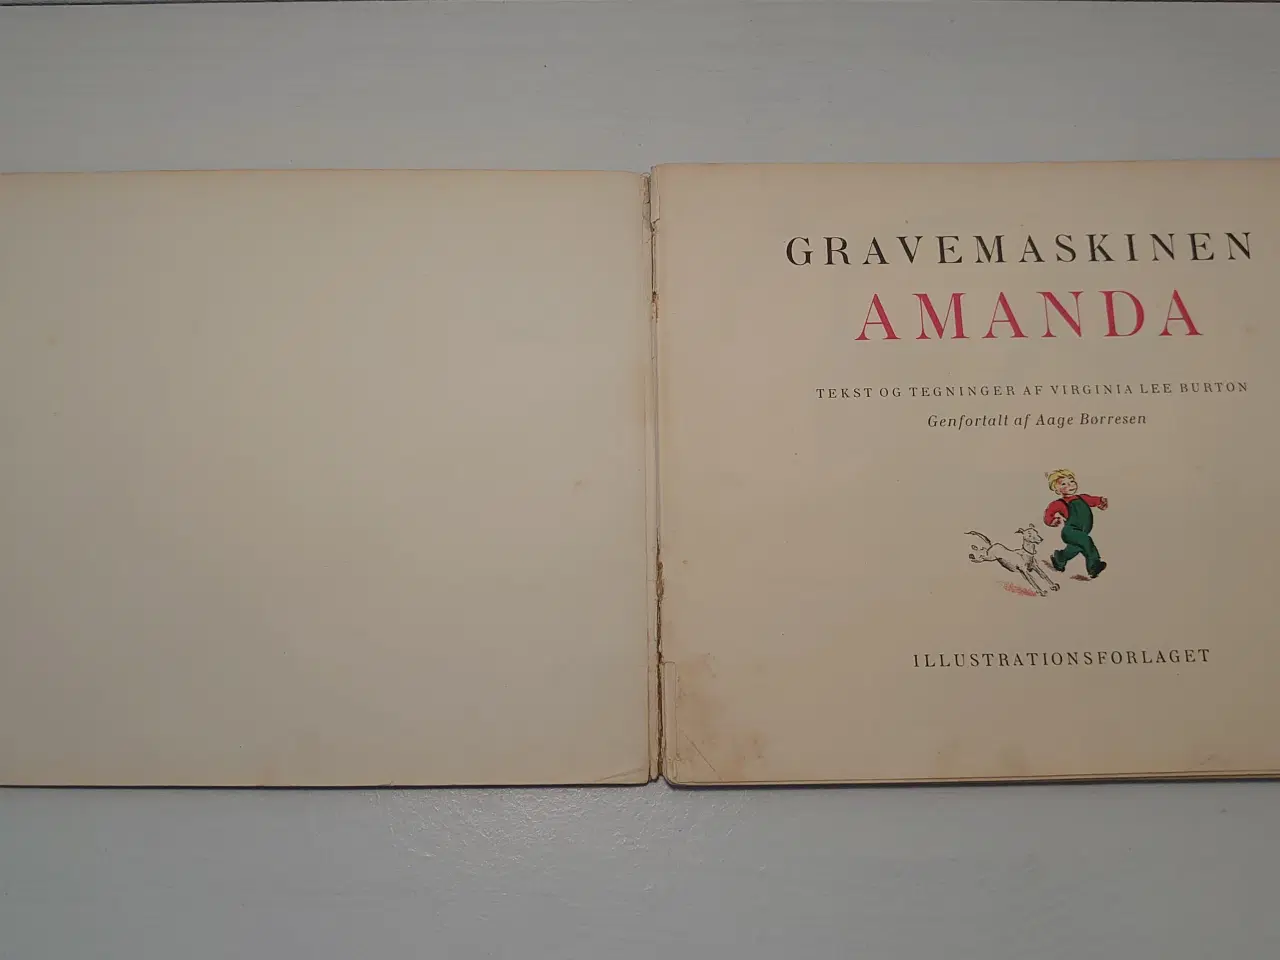 GRAVEMASKINEN
AMANDA
TEKST OG TEGNINGER AF VIRGINIA LEE BURTON
Genfortalt af Aage Børresen
ILLUSTRATIONSFORLAGET